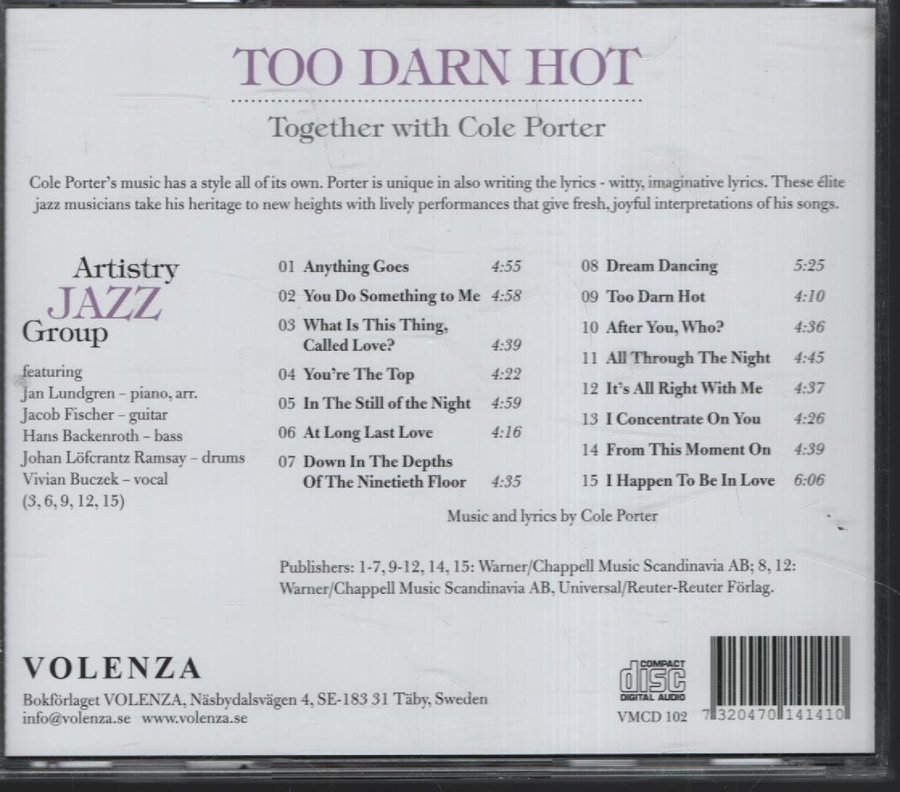 TOO DARN HOT
Together with Cole Porter
Cole Porter's music has a style all of its own. Porter is unique in also writing the lyrics - witty, imaginative lyrics. These élite
jazz musicians take his heritage to new heights with lively performances that give fresh, joyful interpretations of his songs.
Artistry
JAZZ
Group
featuring
Jan Lundgren – piano, arr.
Jacob Fischer – guitar
Hans Backenroth – bass
Johan Löfcrantz Ramsay – drums
Vivian Buczek – vocal
(3, 6, 9, 12, 15)
01 Anything Goes 4:55
02 You Do Something to Me 4:58
03 What Is This Thing,
Called Love? 4:39
04 You're The Top 4:22
05 In The Still of the Night 4:59
06 At Long Last Love 4:16
07 Down In The Depths
Of The Ninetieth Floor 4:35
08 Dream Dancing 5:25
09 Too Darn Hot 4:10
10 After You, Who? 4:36
11 All Through The Night 4:45
12 It's All Right With Me 4:37
13 I Concentrate On You 4:26
14 From This Moment On 4:39
15 I Happen To Be In Love 6:06
Music and lyrics by Cole Porter
Publishers: 1-7, 9-12, 14, 15: Warner/Chappell Music Scandinavia AB; 8, 12:
Warner/Chappell Music Scandinavia AB, Universal/Reuter-Reuter Förlag.
VOLENZA
Bokförlaget VOLENZA, Näsbydalsvägen 4, SE-183 31 Täby, Sweden
info@volenza.se www.volenza.se
COMPACT
disc
DIGITAL AUDIO
VMCD 102
7 320470 141410